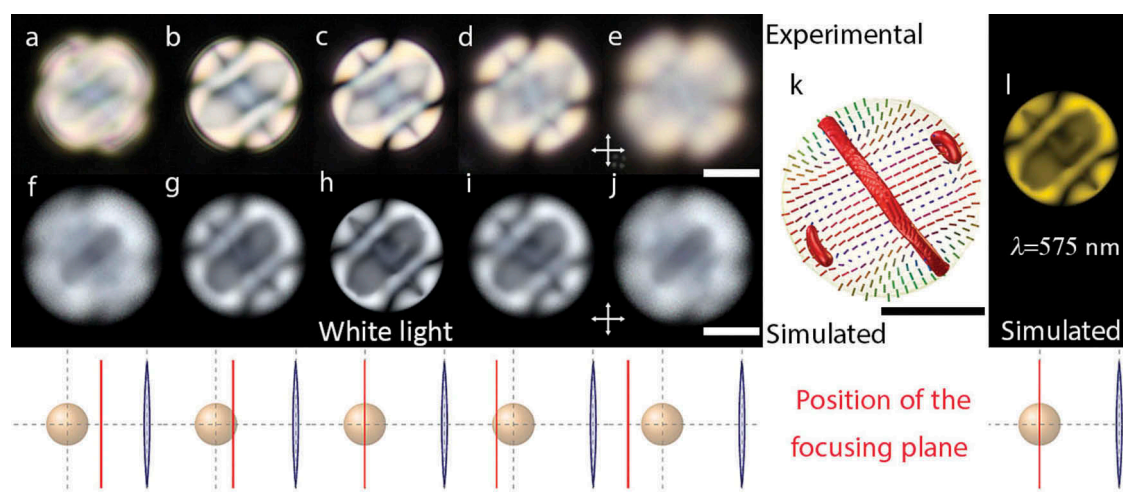 a b c d e
Experimental
k
l
f g h i j
λ=575 nm
White light
Simulated
Simulated
Position of the
focusing plane